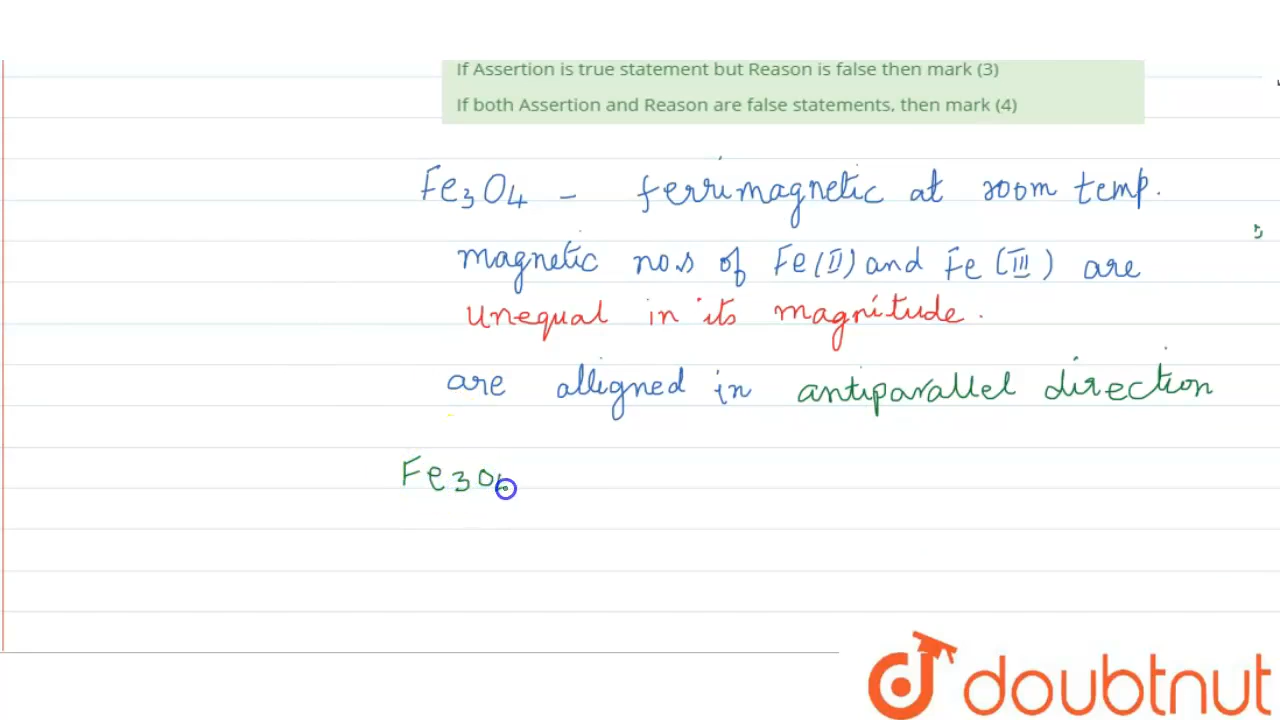 If Assertion is true statement but Reason is false then mark (3)
If both Assertion and Reason are false statements, then mark (4)
Fe3O4 - ferrimagnetic at room temp.
magnetic no.s of Fe(II) and Fe (III) are
unequal in its magnitude.
are alligned in antiparallel direction
Fe3O4
doubtnut